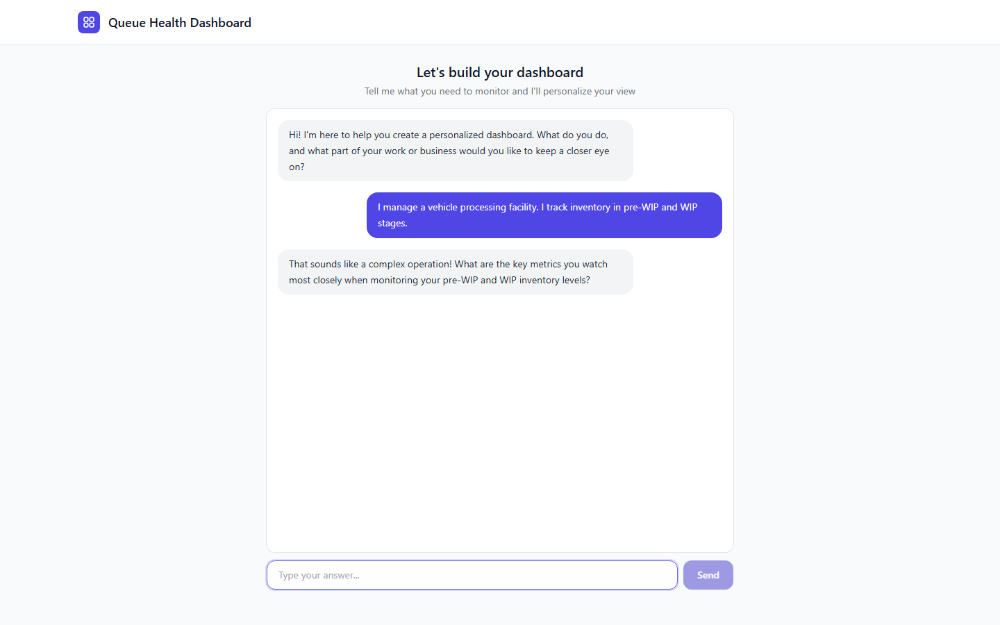 Queue Health Dashboard
Let's build your dashboard
Tell me what you need to monitor and I'll personalize your view
Hi! I'm here to help you create a personalized dashboard. What do you do,
and what part of your work or business would you like to keep a closer eye
on?
I manage a vehicle processing facility. I track inventory in pre-WIP and WIP
stages.
That sounds like a complex operation! What are the key metrics you watch
most closely when monitoring your pre-WIP and WIP inventory levels?
Type your answer...
Send